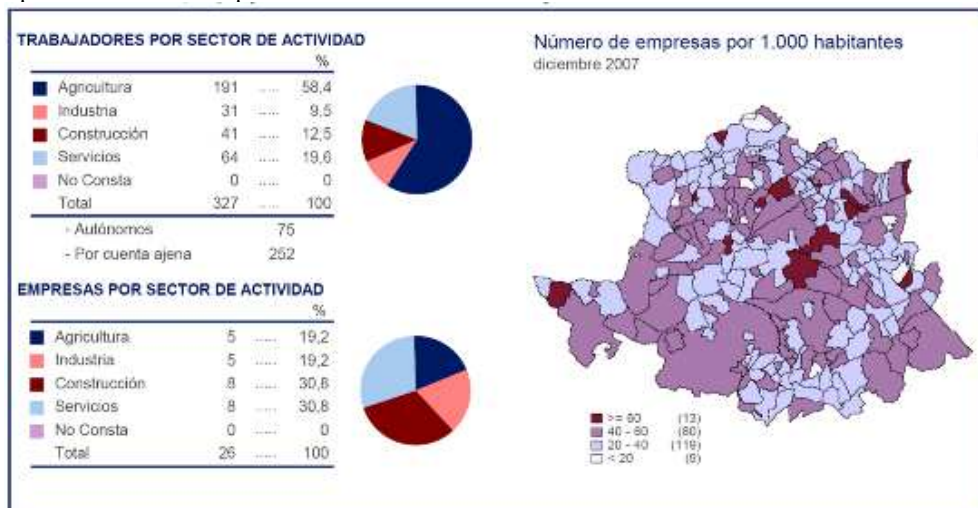 TRABAJADORES POR SECTOR DE ACTIVIDAD
%
Agricultura 191 ..... 58,4
Industria 31 ..... 9,5
Construcción 41 ..... 12,5
Servicios 64 ..... 19,6
No Consta 0 ..... 0
Total 327 ..... 100
- Autónomos 75
- Por cuenta ajena 252
EMPRESAS POR SECTOR DE ACTIVIDAD
%
Agricultura 5 ..... 19,2
Industria 5 ..... 19,2
Construcción 8 ..... 30,8
Servicios 8 ..... 30,8
No Consta 0 ..... 0
Total 26 ..... 100
Número de empresas por 1.000 habitantes
diciembre 2007
>= 60 (13)
40 - 60 (80)
20 - 40 (119)
< 20 (9)